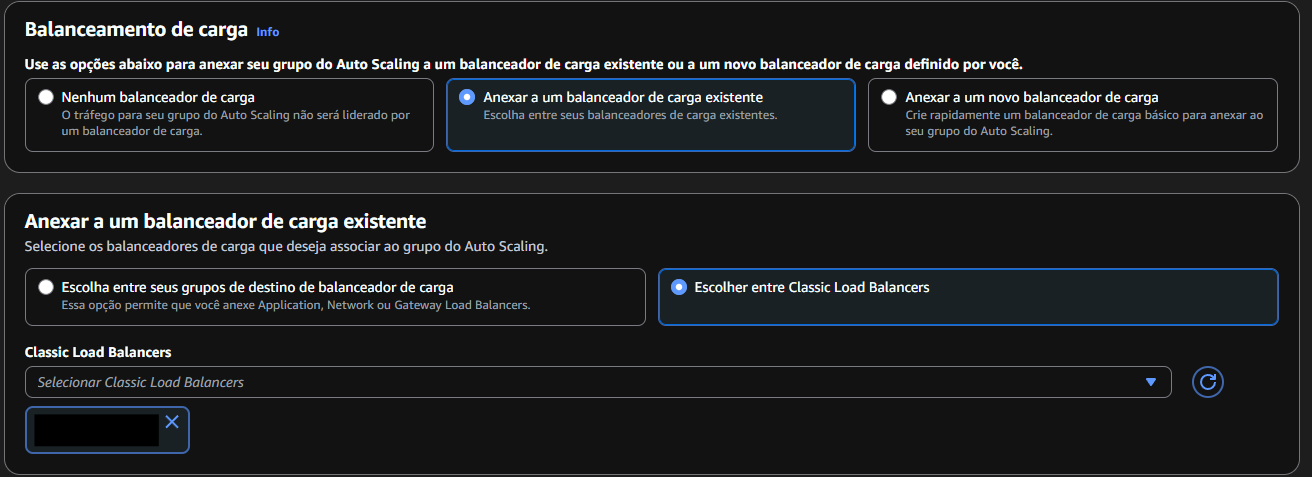 Balanceamento de carga Info
Use as opções abaixo para anexar seu grupo do Auto Scaling a um balanceador de carga existente ou a um novo balanceador de carga definido por você.
Nenhum balanceador de carga
O tráfego para seu grupo do Auto Scaling não será liderado por
um balanceador de carga.
Anexar a um balanceador de carga existente
Escolha entre seus balanceadores de carga existentes.
Anexar a um novo balanceador de carga
Crie rapidamente um balanceador de carga básico para anexar ao
seu grupo do Auto Scaling.
Anexar a um balanceador de carga existente
Selecione os balanceadores de carga que deseja associar ao grupo do Auto Scaling.
Escolha entre seus grupos de destino de balanceador de carga
Essa opção permite que você anexe Application, Network ou Gateway Load Balancers.
Escolher entre Classic Load Balancers
Classic Load Balancers
Selecionar Classic Load Balancers